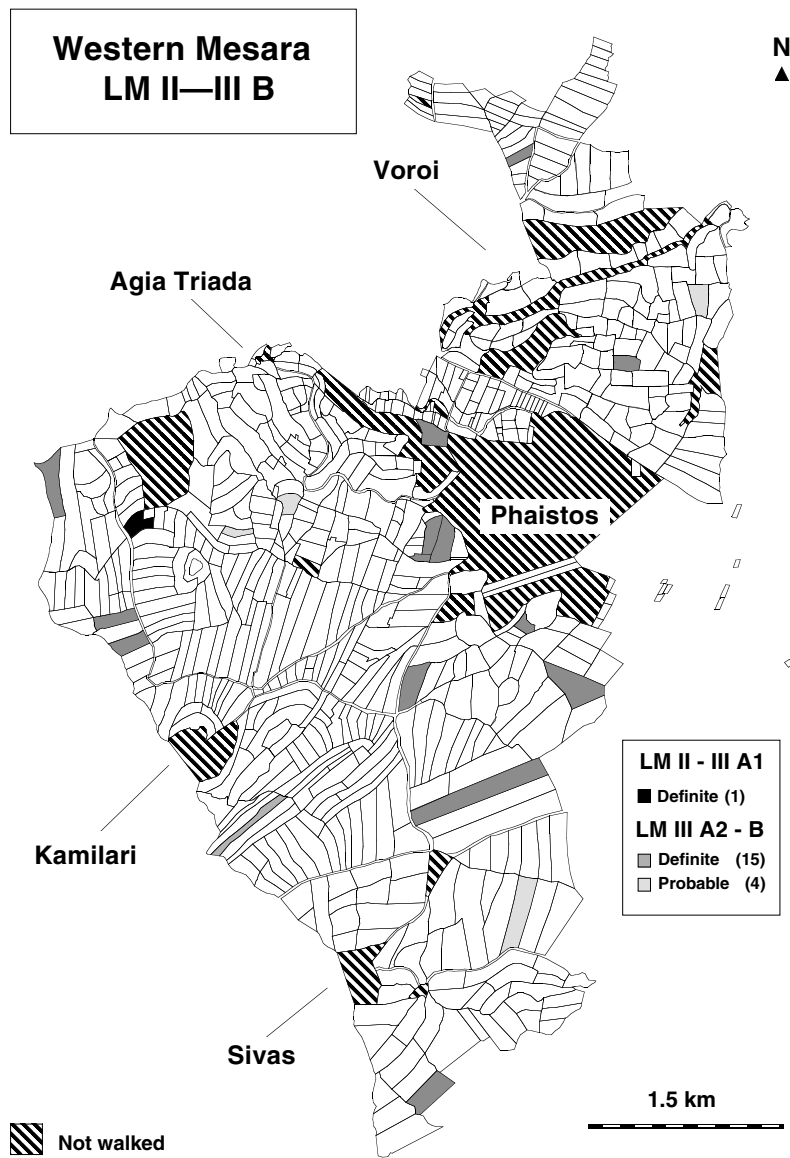 Western Mesara
LM II—III B
N
Voroi
Agia Triada
Phaistos
LM II - III A1
Definite (1)
LM III A2 - B
Definite (15)
Probable (4)
Kamilari
Sivas
1.5 km
Not walked